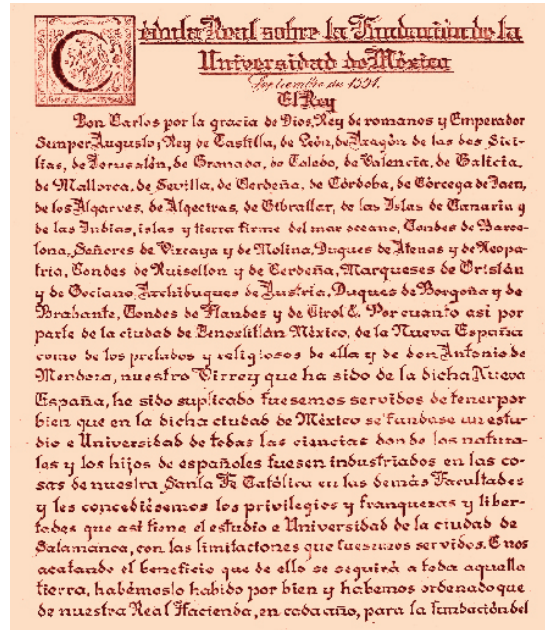 Cédula Real sobre la Fundación de la
Universidad de México
Septiembre de 1551.
El Rey
Don Carlos por la gracia de Dios, Rey de romanos y Emperador
Semper Augusto, Rey de Castilla, de León, de Aragón de las dos Sici-
lias, de Jerusalén, de Granada, de Toledo, de Valencia, de Galicia,
de Mallorca, de Sevilla, de Cerdeña, de Córdoba, de Córcega de Jaen,
de los Algarves, de Algeciras, de Gibraltar, de las Islas de Canaria y
de las Indias, islas y tierra firme del mar oceano, Condes de Barce-
lona, Señores de Vizcaya y de Molina, Duques de Atenas y de Neopa-
tria, Condes de Ruisellon y de Cerdeña, Marqueses de Oristán
y de Gociano, Archiduques de Austria, Duques de Borgoña y de
Brabante, Condes de Flandes y de Tirol &. Por cuanto así por
parte de la ciudad de Tenoxtitlán México, de la Nueva España
como de los prelados y religiosos de ella y de don Antonio de
Mendoza, nuestro Virrey que ha sido de la dicha Nueva
España, he sido suplicado fuesemos servidos de tener por
bien que en la dicha ciudad de México se fundase un estu-
dio e Universidad de todas las ciencias donde los natura-
les y los hijos de españoles fuesen industriados en las co-
sas de nuestra Santa Fe Católica en las demás Facultades
y les concediésemos los privilegios y franquezas y liber-
tades que así tiene el estudio e Universidad de la ciudad de
Salamanca, con las limitaciones que fuesemos servidos. E nos
acatando el beneficio que de ello se seguirá a toda aquella
tierra, habémoslo habido por bien y habemos ordenado que
de nuestra Real Hacienda, en cada año, para la fundación del